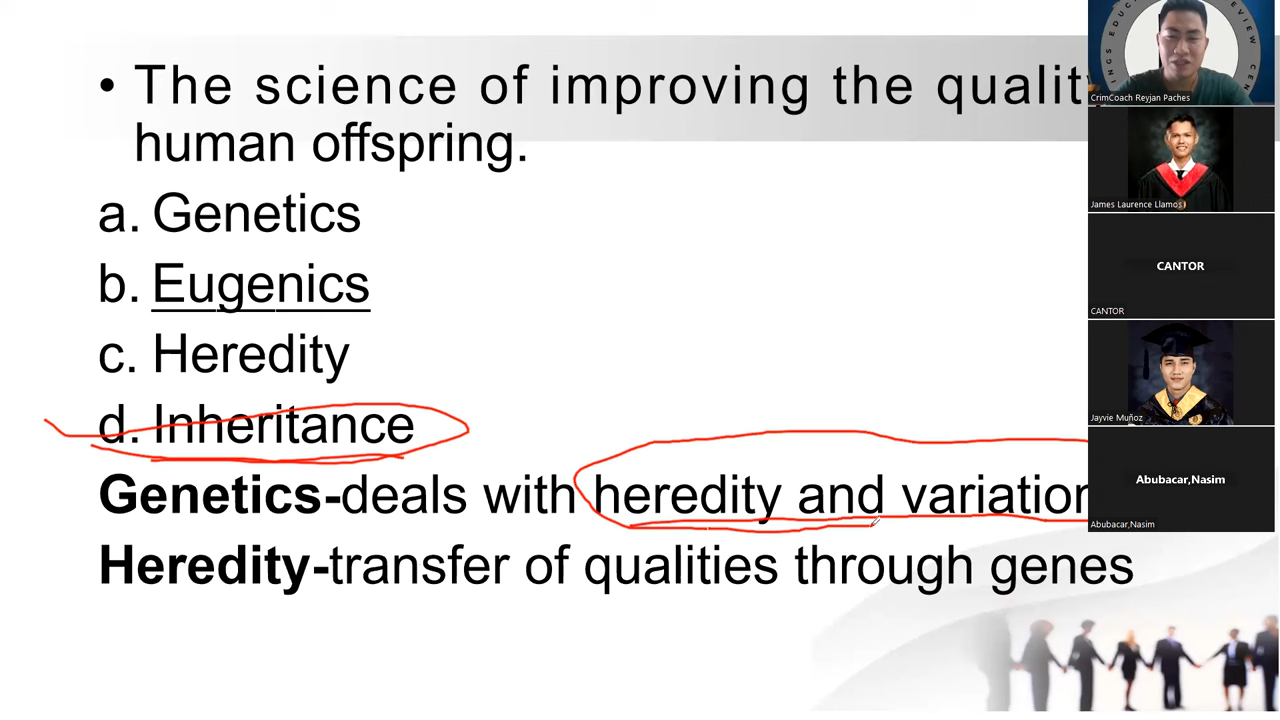 • The science of improving the qualit
human offspring.
a. Genetics
b. Eugenics
c. Heredity
d. Inheritance
Genetics-deals with heredity and variation
Heredity-transfer of qualities through genes
CrimCoach Reyjan Paches
James Laurence Llamos
CANTOR
CANTOR
Jayvie Muñoz
Abubacar,Nasim
Abubacar,Nasim